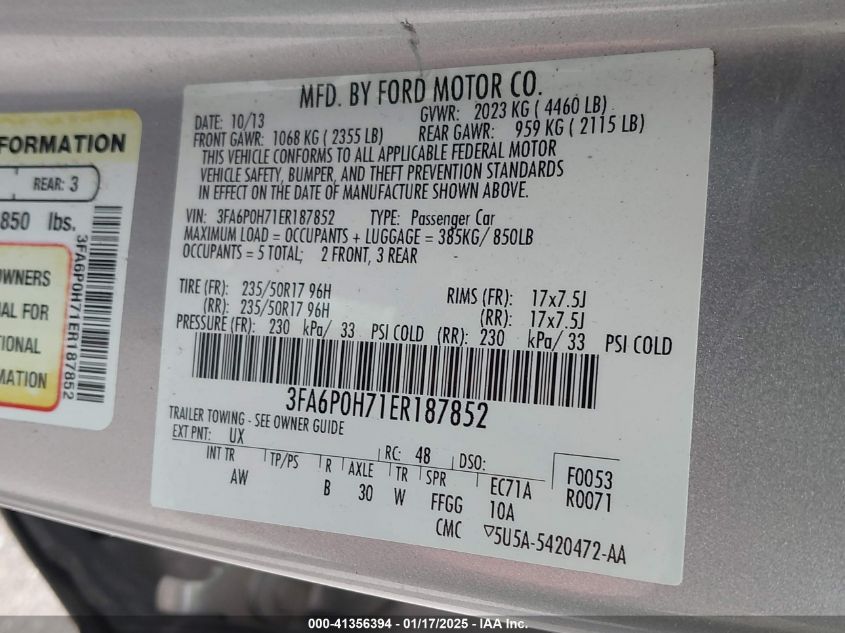 MFD. BY FORD MOTOR CO.
DATE: 10/13
GVWR: 2023 KG ( 4460 LB)
FRONT GAWR: 1068 KG ( 2355 LB)
REAR GAWR: 959 KG ( 2115 LB)
THIS VEHICLE CONFORMS TO ALL APPLICABLE FEDERAL MOTOR
VEHICLE SAFETY, BUMPER, AND THEFT PREVENTION STANDARDS
IN EFFECT ON THE DATE OF MANUFACTURE SHOWN ABOVE.
VIN: 3FA6P0H71ER187852 TYPE: Passenger Car
MAXIMUM LOAD = OCCUPANTS + LUGGAGE = 385KG/ 850LB
OCCUPANTS = 5 TOTAL; 2 FRONT, 3 REAR
TIRE (FR): 235/50R17 96H RIMS (FR): 17x7.5J
(RR): 235/50R17 96H (RR): 17x7.5J
PRESSURE (FR): 230 kPa/ 33 PSI COLD (RR): 230 kPa/ 33 PSI COLD
3FA6P0H71ER187852
TRAILER TOWING - SEE OWNER GUIDE
EXT PNT: UX RC: 48 DSO:
F0053
R0071
INT TR TP/PS R AXLE TR SPR EC71A
AW B 30 W FFGG 10A
CMC 5U5A-5420472-AA
FORMATION
REAR: 3
850 lbs.
3FA6P0H71ER187852
OWNERS
AL FOR
TIONAL
MATION
000-41356394 - 01/17/2025 - IAA Inc.